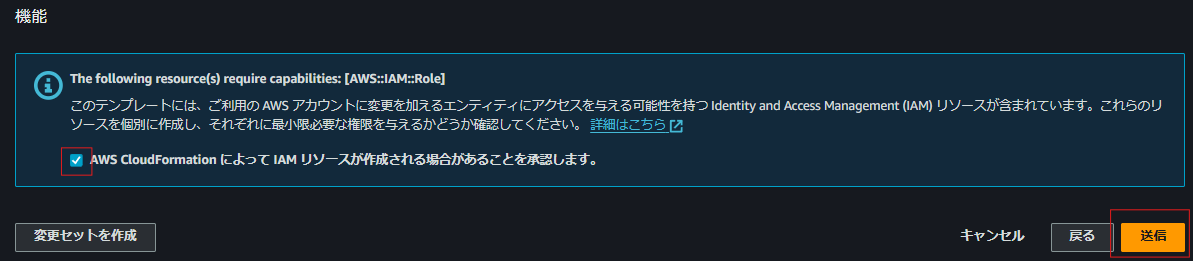 機能
The following resource(s) require capabilities: [AWS::IAM::Role]
このテンプレートには、ご利用の AWS アカウントに変更を加えるエンティティにアクセスを与える可能性を持つ Identity and Access Management (IAM) リソースが含まれています。これらのリ
ソースを個別に作成し、それぞれに最小限必要な権限を与えるかどうか確認してください。 詳細はこちら
AWS CloudFormation によって IAM リソースが作成される場合があることを承認します。
変更セットを作成 キャンセル 戻る 送信